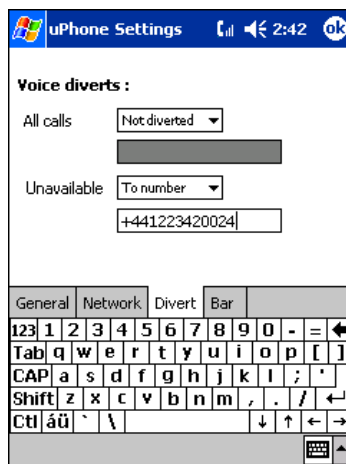 uPhone Settings 2:42 ok
Voice diverts :
All calls Not diverted
Unavailable To number
+441223420024
General Network Divert Bar
123 1 2 3 4 5 6 7 8 9 0 - =
Tab q w e r t y u i o p [ ]
CAP a s d f g h j k l ; '
Shift z x c v b n m , . /
Ctl áü ` \